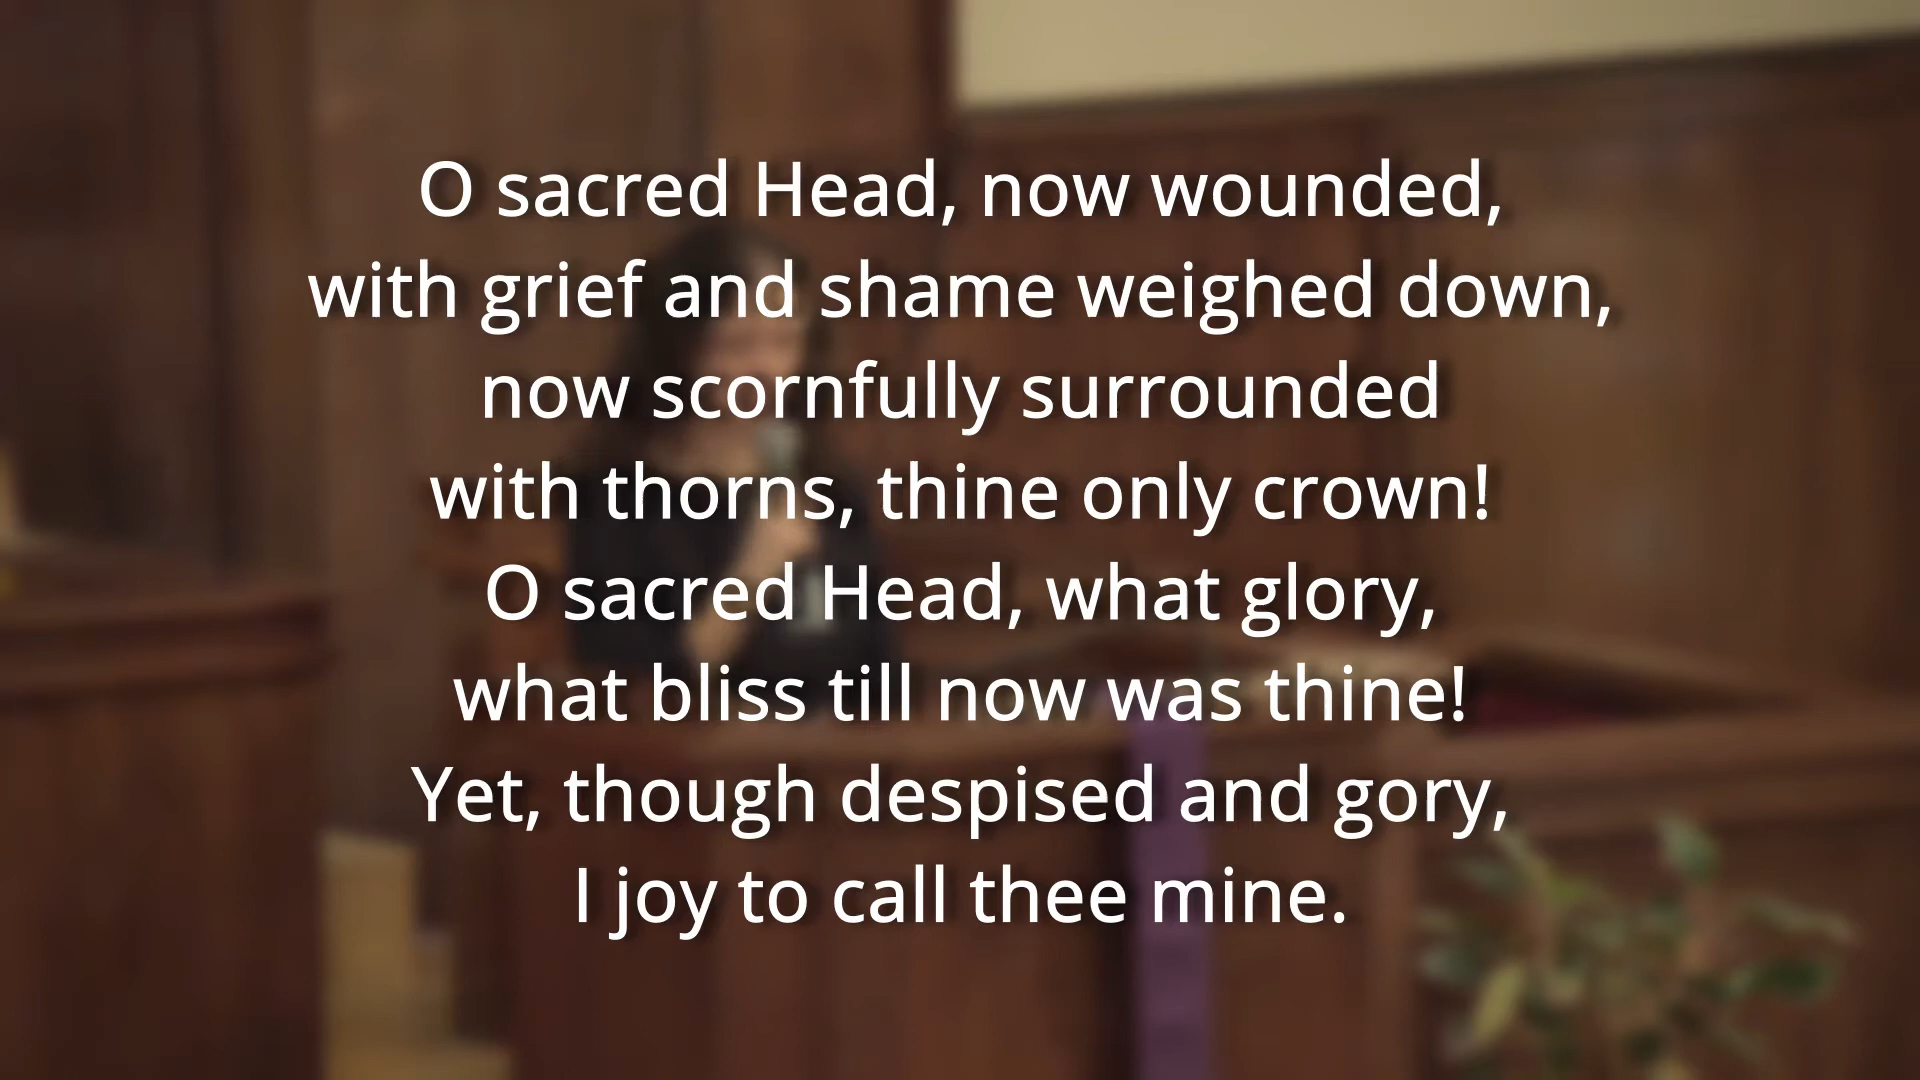 O sacred Head, now wounded,
with grief and shame weighed down,
now scornfully surrounded
with thorns, thine only crown!
O sacred Head, what glory,
what bliss till now was thine!
Yet, though despised and gory,
I joy to call thee mine.